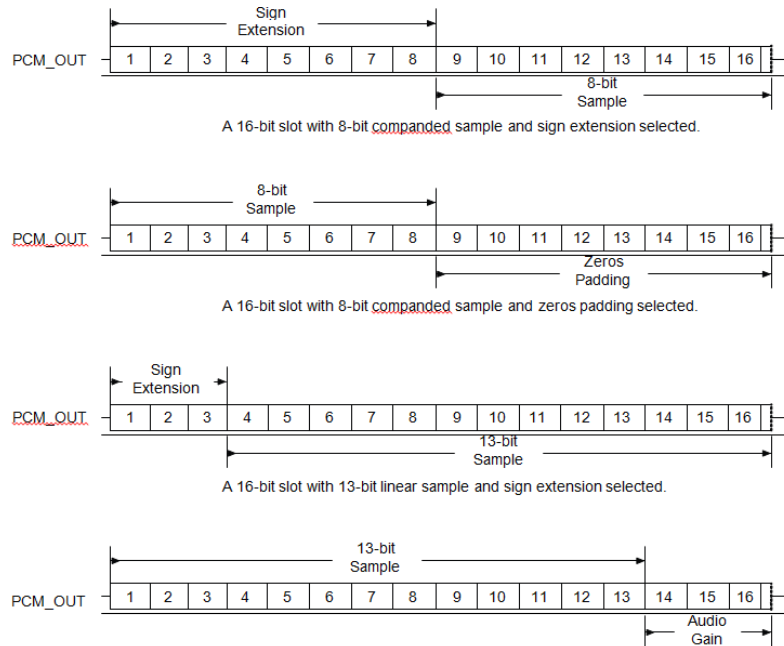 Sign
Extension
PCM_OUT 1 2 3 4 5 6 7 8 9 10 11 12 13 14 15 16
8-bit
Sample
A 16-bit slot with 8-bit companded sample and sign extension selected.
8-bit
Sample
PCM_OUT 1 2 3 4 5 6 7 8 9 10 11 12 13 14 15 16
Zeros
Padding
A 16-bit slot with 8-bit companded sample and zeros padding selected.
Sign
Extension
PCM_OUT 1 2 3 4 5 6 7 8 9 10 11 12 13 14 15 16
13-bit
Sample
A 16-bit slot with 13-bit linear sample and sign extension selected.
13-bit
Sample
PCM_OUT 1 2 3 4 5 6 7 8 9 10 11 12 13 14 15 16
Audio
Gain